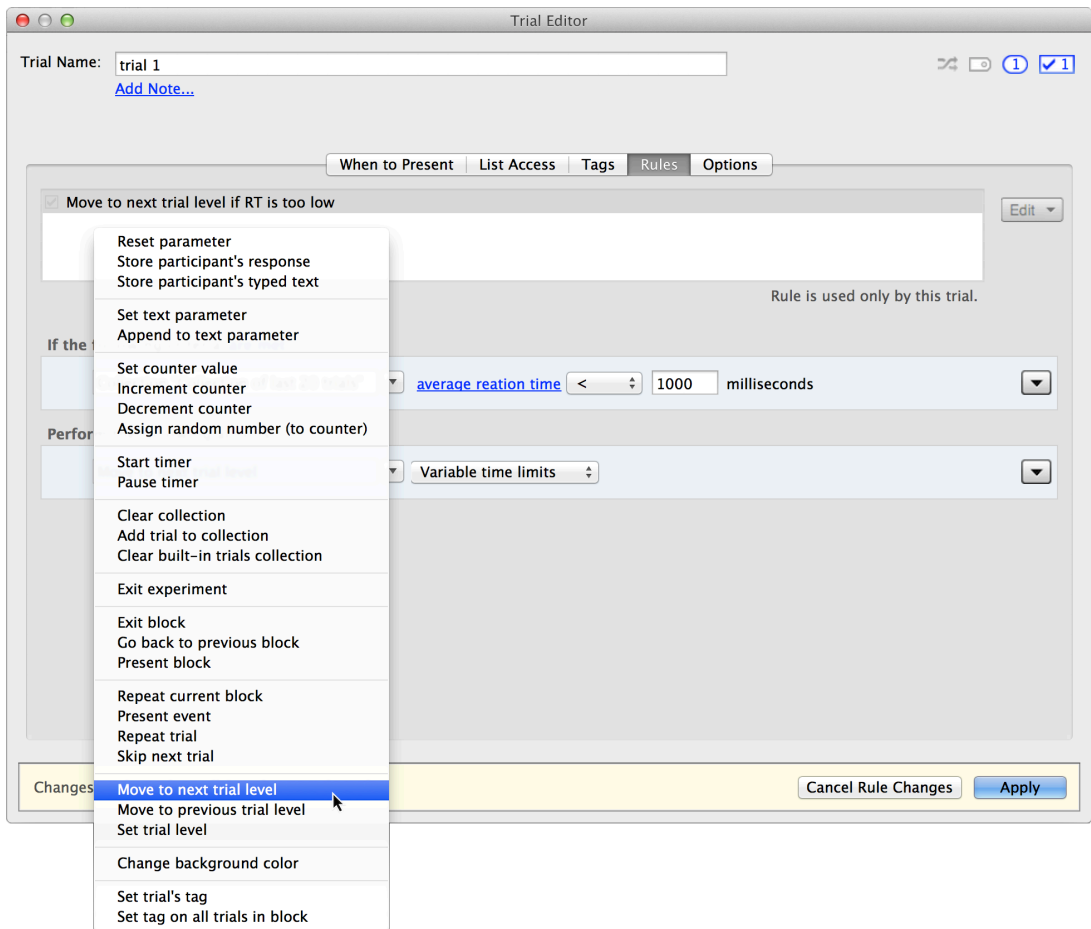 Trial Editor
Trial Name: trial 1
1 1
Add Note...
When to Present List Access Tags Rules Options
Move to next trial level if RT is too low
Edit
Reset parameter
Store participant's response
Store participant's typed text
Rule is used only by this trial.
Set text parameter
Append to text parameter
If the
Set counter value
average reation time < 1000 milliseconds
Increment counter
Decrement counter
Assign random number (to counter)
Perfor
Start timer
Variable time limits
Pause timer
Clear collection
Add trial to collection
Clear built-in trials collection
Exit experiment
Exit block
Go back to previous block
Present block
Repeat current block
Present event
Repeat trial
Skip next trial
Changes
Move to next trial level
Cancel Rule Changes Apply
Move to previous trial level
Set trial level
Change background color
Set trial's tag
Set tag on all trials in block